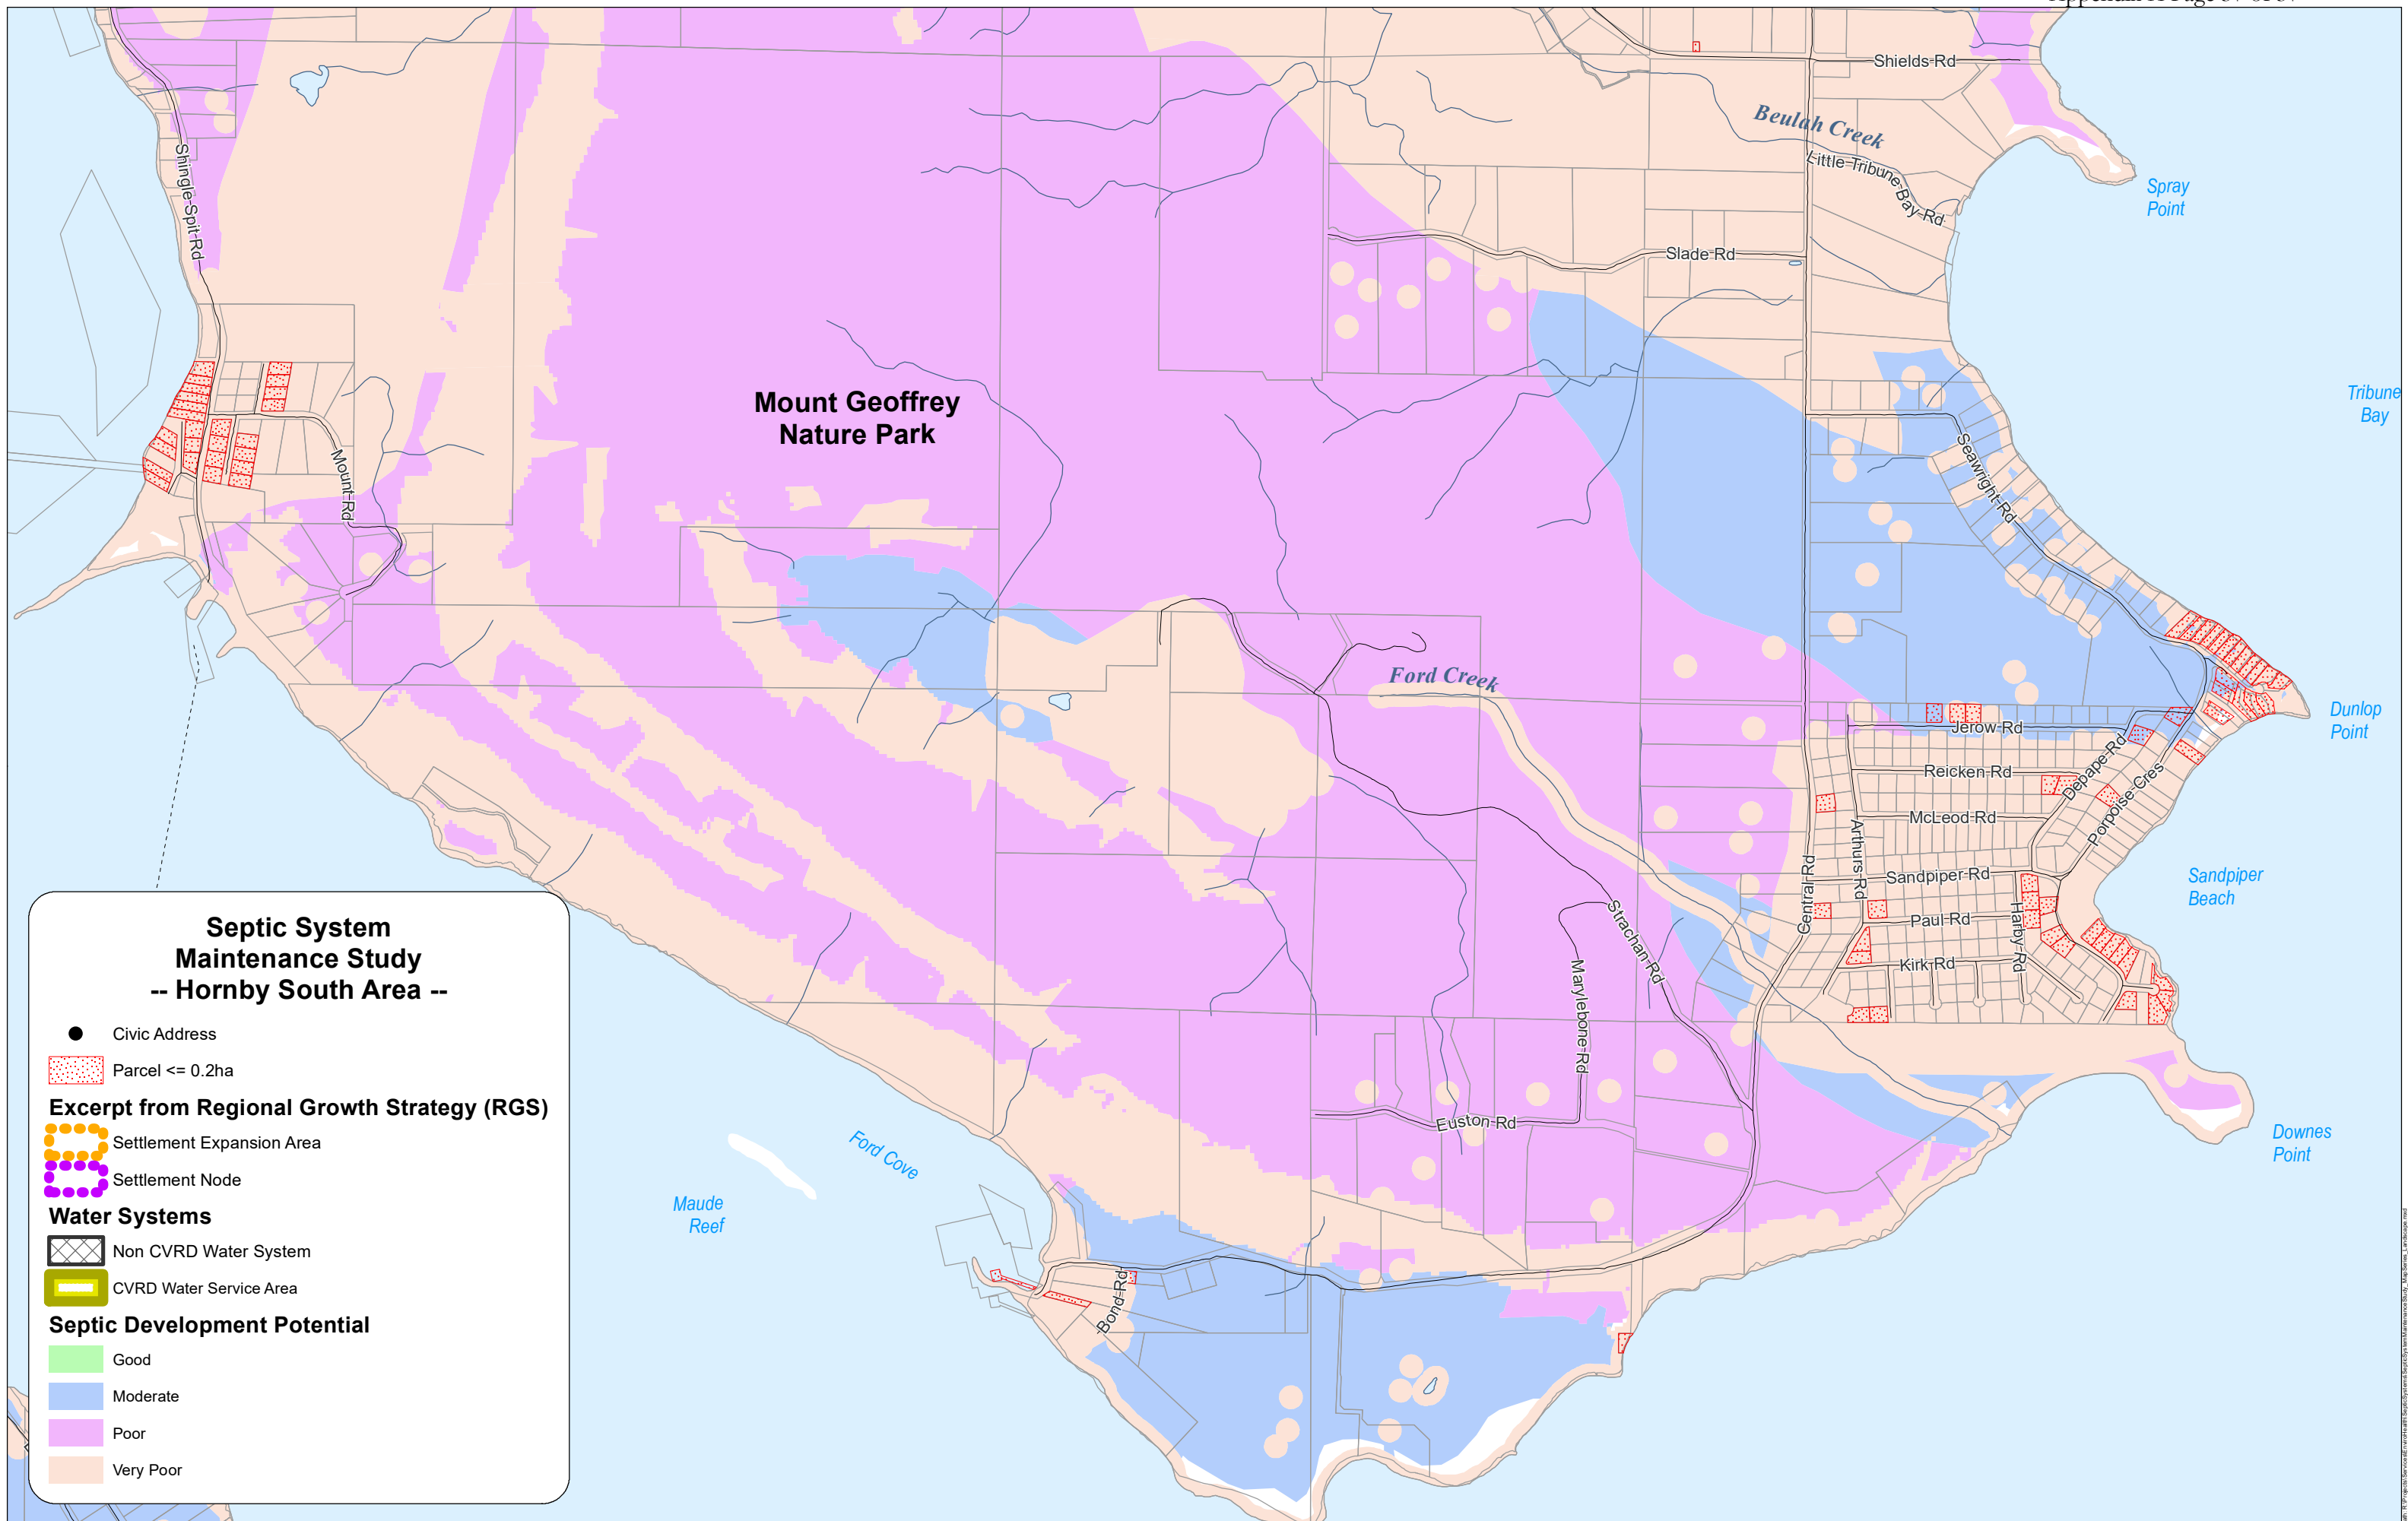 Shields Rd
Beulah Creek
Little Tribune Bay Rd
Spray
Point
Shingle Spit Rd
Slade Rd
Mount Geoffrey
Nature Park
Tribune
Bay
Mount Rd
Seawright Rd
Ford Creek
Dunlop
Point
Jerow Rd
Reicken Rd
Depape Rd
Porpoise Cres
McLeod Rd
Arthurs Rd
Central Rd
Sandpiper Rd
Sandpiper
Beach
Paul Rd
Harby Rd
Kirk Rd
Strachan Rd
Marylebone Rd
Euston Rd
Downes
Point
Ford Cove
Maude
Reef
Bond Rd
Septic System
Maintenance Study
-- Hornby South Area --
Civic Address
Parcel <= 0.2ha
Excerpt from Regional Growth Strategy (RGS)
Settlement Expansion Area
Settlement Node
Water Systems
Non CVRD Water System
CVRD Water Service Area
Septic Development Potential
Good
Moderate
Poor
Very Poor